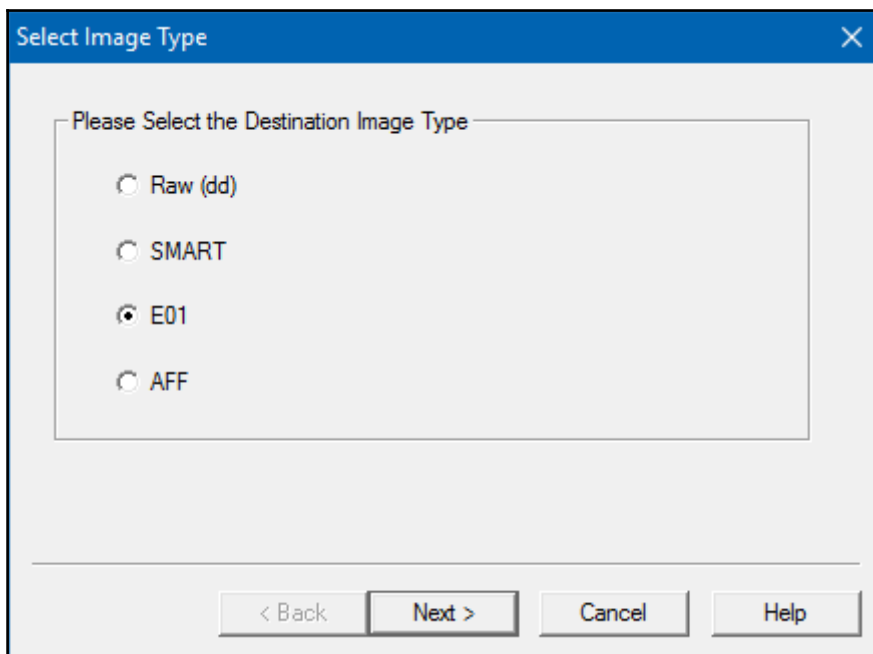 Select Image Type
Please Select the Destination Image Type
Raw (dd)
SMART
E01
AFF
< Back Next > Cancel Help